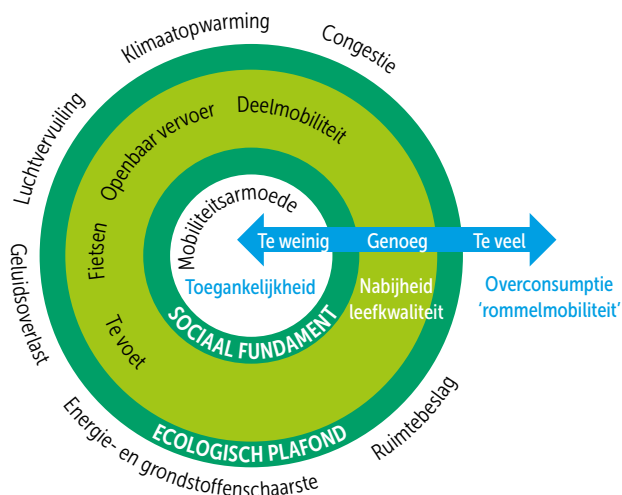 Klimaatopwarming
Congestie
Luchtvervuiling
Geluidsoverlast
Energie- en grondstoffenschaarste
Ruimtebeslag
Deelmobiliteit
Openbaar vervoer
Fietsen
Te voet
Mobiliteitsarmoede
Te weinig
Genoeg
Te veel
Toegankelijkheid
Nabijheid
leefkwaliteit
Overconsumptie
‘rommelmobiliteit’
SOCIAAL FUNDAMENT
ECOLOGISCH PLAFOND